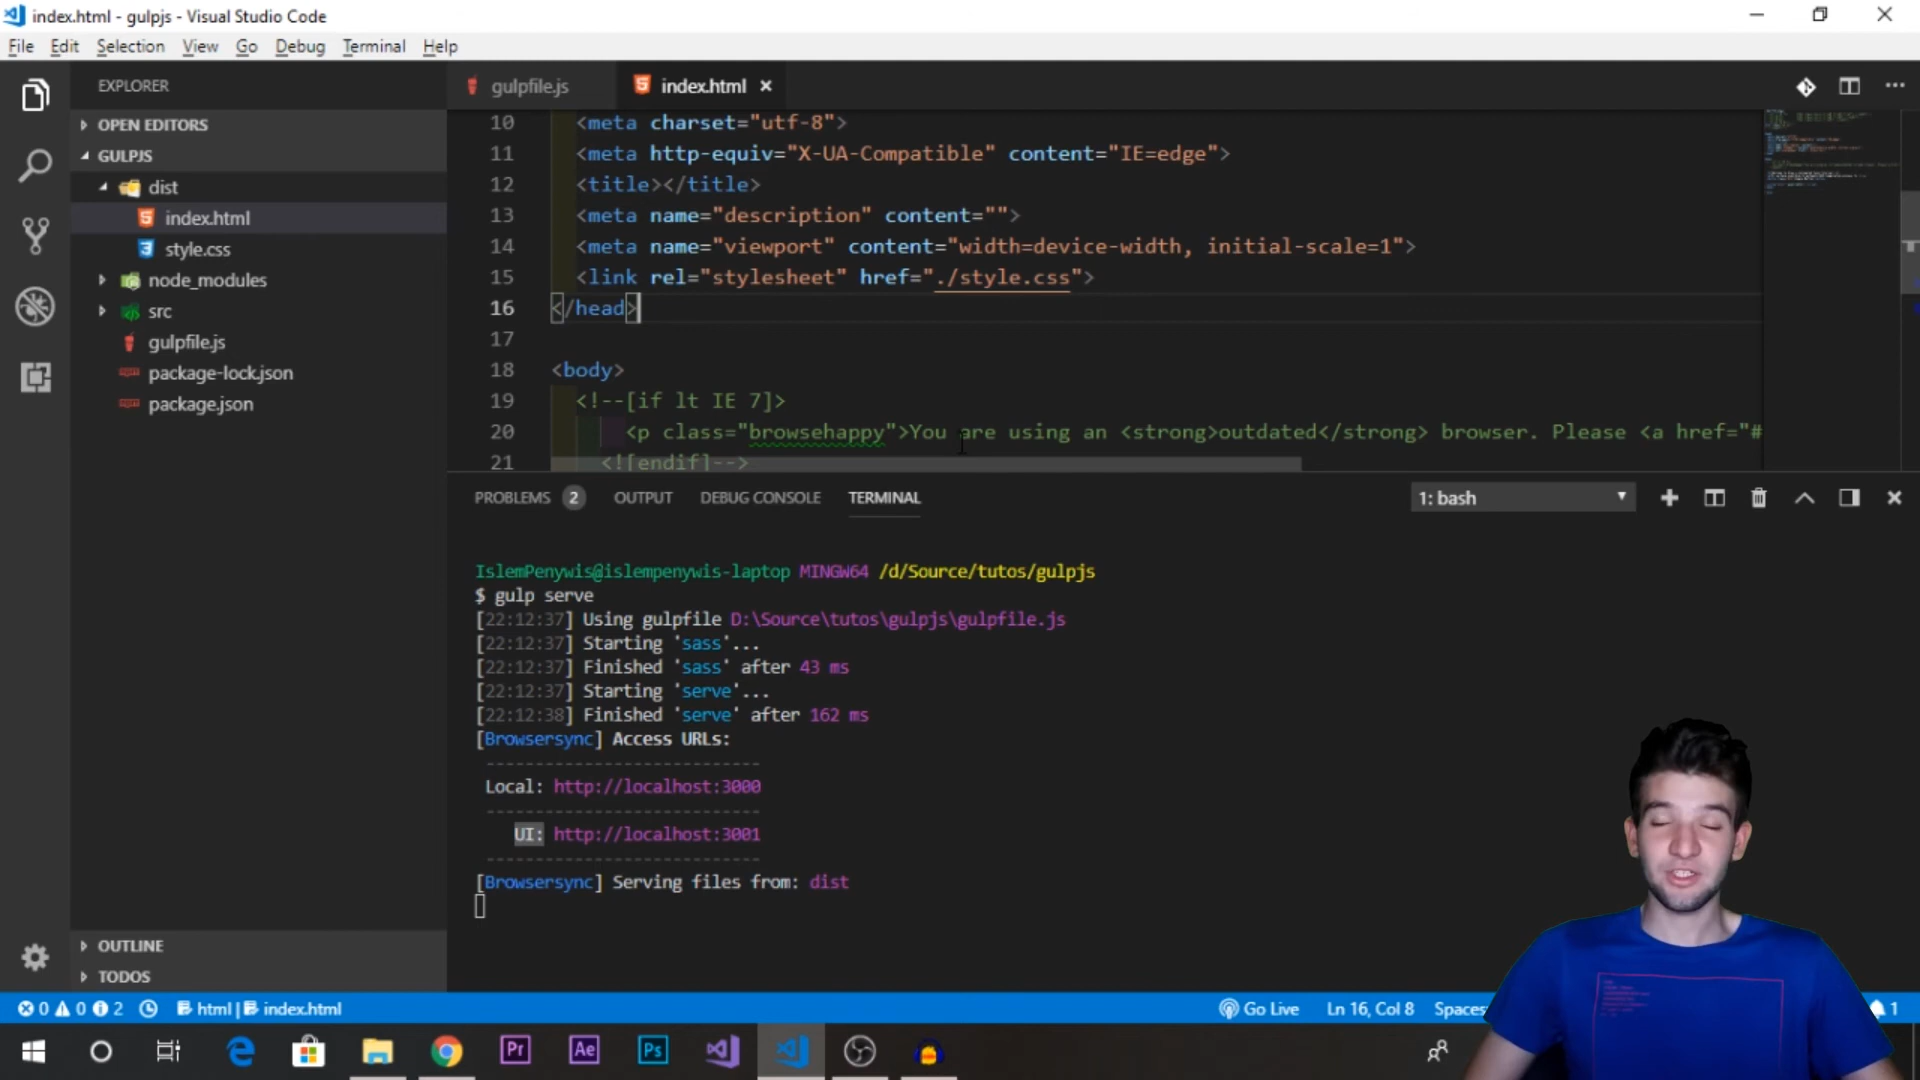 index.html - gulpjs - Visual Studio Code
File Edit Selection View Go Debug Terminal Help
EXPLORER
OPEN EDITORS
GULPJS
dist
index.html
style.css
node_modules
src
gulpfile.js
package-lock.json
package.json
OUTLINE
TODOS
gulpfile.js index.html
10 <meta charset="utf-8">
11 <meta http-equiv="X-UA-Compatible" content="IE=edge">
12 <title></title>
13 <meta name="description" content="">
14 <meta name="viewport" content="width=device-width, initial-scale=1">
15 <link rel="stylesheet" href="./style.css">
16 </head>
17
18 <body>
19 <!--[if lt IE 7]>
20 <p class="browsehappy">You are using an <strong>outdated</strong> browser. Please <a href="#
21 <![endif]-->
PROBLEMS 2 OUTPUT DEBUG CONSOLE TERMINAL 1: bash
IslemPenywis@islempenywis-laptop MINGW64 /d/Source/tutos/gulpjs
$ gulp serve
[22:12:37] Using gulpfile D:\Source\tutos\gulpjs\gulpfile.js
[22:12:37] Starting 'sass'...
[22:12:37] Finished 'sass' after 43 ms
[22:12:37] Starting 'serve'...
[22:12:38] Finished 'serve' after 162 ms
[Browsersync] Access URLs:
---------------------------
Local: http://localhost:3000
---------------------------
UI: http://localhost:3001
---------------------------
[Browsersync] Serving files from: dist
0 0 2 html | index.html Go Live Ln 16, Col 8 Spaces 1
Pr Ae Ps